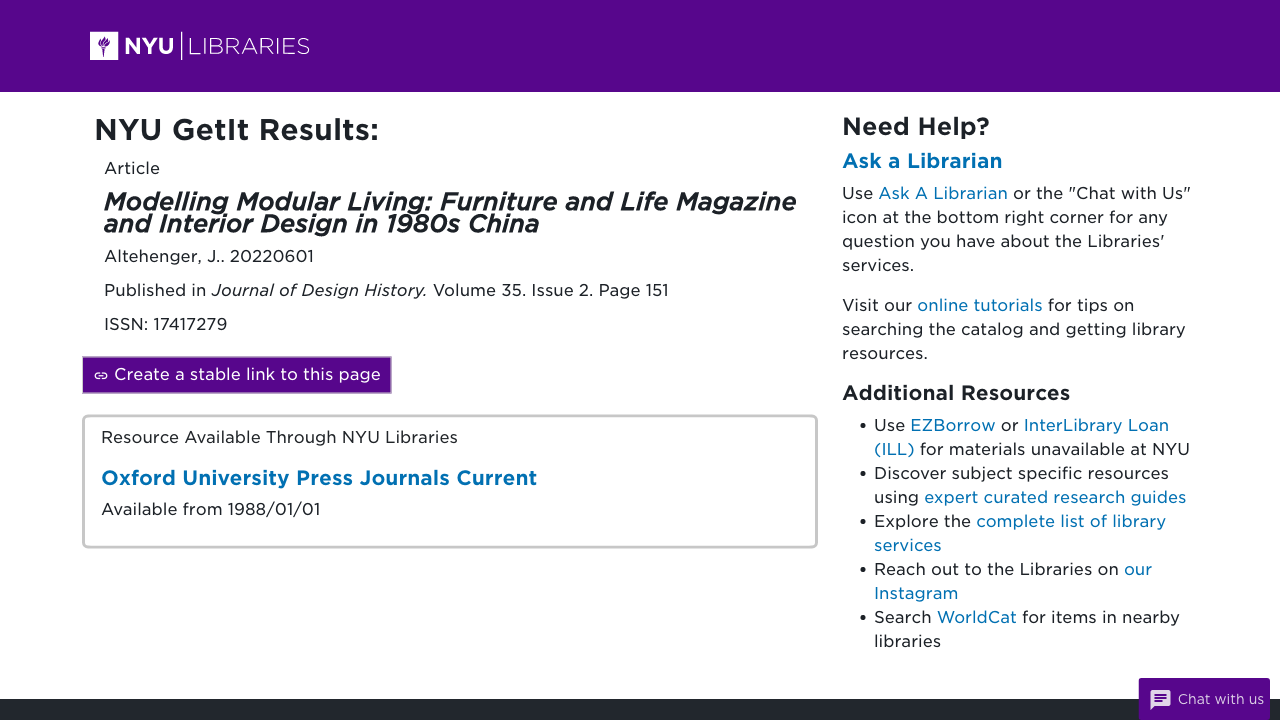 NYU LIBRARIES
NYU GetIt Results:
Article
Modelling Modular Living: Furniture and Life Magazine
and Interior Design in 1980s China
Altehenger, J.. 20220601
Published in Journal of Design History. Volume 35. Issue 2. Page 151
ISSN: 17417279
Create a stable link to this page
Resource Available Through NYU Libraries
Oxford University Press Journals Current
Available from 1988/01/01
Need Help?
Ask a Librarian
Use Ask A Librarian or the "Chat with Us"
icon at the bottom right corner for any
question you have about the Libraries'
services.
Visit our online tutorials for tips on
searching the catalog and getting library
resources.
Additional Resources
• Use EZBorrow or InterLibrary Loan
(ILL) for materials unavailable at NYU
• Discover subject specific resources
using expert curated research guides
• Explore the complete list of library
services
• Reach out to the Libraries on our
Instagram
• Search WorldCat for items in nearby
libraries
Chat with us